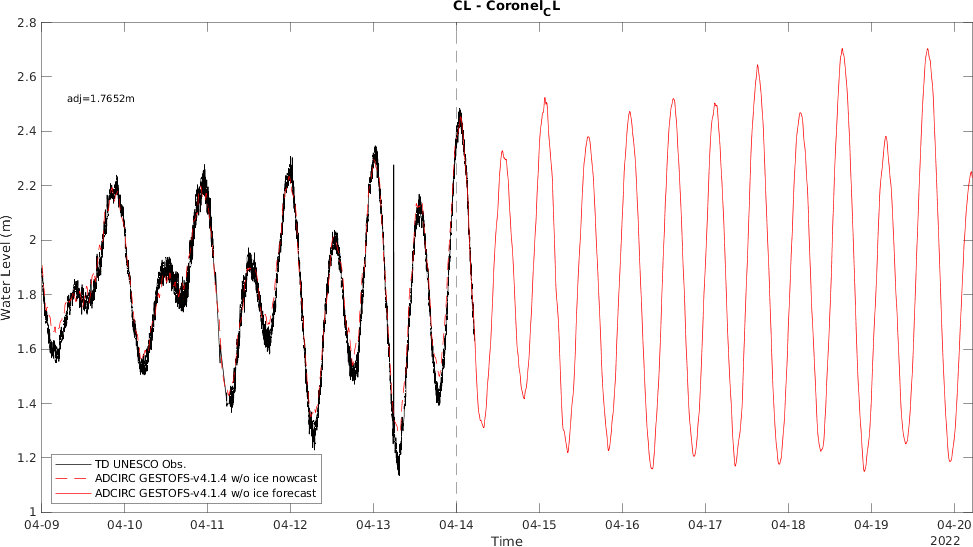 CL - Coronel_CL
2.8
2.6
2.4
2.2
2
1.8
1.6
1.4
1.2
1
Water Level (m)
adj=1.7652m
TD UNESCO Obs.
ADCIRC GESTOFS-v4.1.4 w/o ice nowcast
ADCIRC GESTOFS-v4.1.4 w/o ice forecast
04-09 04-10 04-11 04-12 04-13 04-14 04-15 04-16 04-17 04-18 04-19 04-20
Time
2022